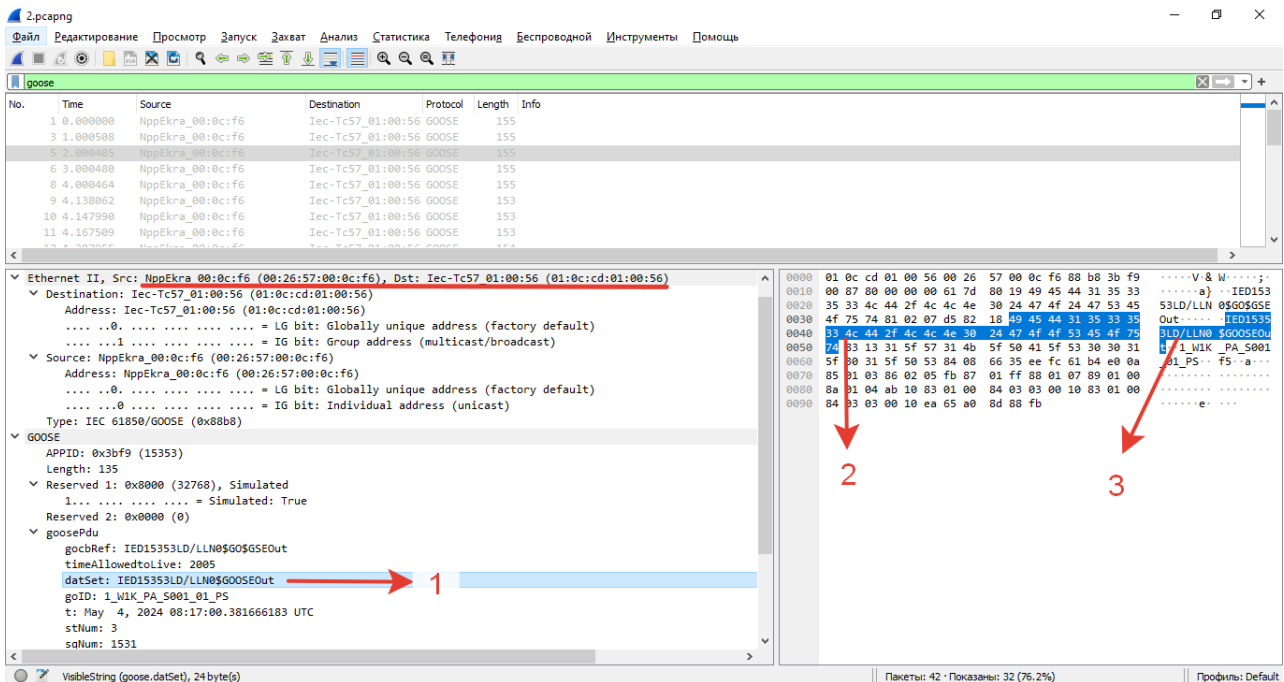 2.pcapng
Файл Редактирование Просмотр Запуск Захват Анализ Статистика Телефония Беспроводной Инструменты Помощь
goose
No. Time Source Destination Protocol Length Info
1 0.000000 NppEkra_00:0c:f6 Iec-Tc57_01:00:56 GOOSE 155
3 1.000508 NppEkra_00:0c:f6 Iec-Tc57_01:00:56 GOOSE 155
5 2.000485 NppEkra_00:0c:f6 Iec-Tc57_01:00:56 GOOSE 155
6 3.000480 NppEkra_00:0c:f6 Iec-Tc57_01:00:56 GOOSE 155
8 4.000464 NppEkra_00:0c:f6 Iec-Tc57_01:00:56 GOOSE 155
9 4.138062 NppEkra_00:0c:f6 Iec-Tc57_01:00:56 GOOSE 153
10 4.147990 NppEkra_00:0c:f6 Iec-Tc57_01:00:56 GOOSE 153
11 4.167509 NppEkra_00:0c:f6 Iec-Tc57_01:00:56 GOOSE 153
Ethernet II, Src: NppEkra_00:0c:f6 (00:26:57:00:0c:f6), Dst: Iec-Tc57_01:00:56 (01:0c:cd:01:00:56)
Destination: Iec-Tc57_01:00:56 (01:0c:cd:01:00:56)
Address: Iec-Tc57_01:00:56 (01:0c:cd:01:00:56)
.... ..0. .... .... .... .... = LG bit: Globally unique address (factory default)
.... ...1 .... .... .... .... = IG bit: Group address (multicast/broadcast)
Source: NppEkra_00:0c:f6 (00:26:57:00:0c:f6)
Address: NppEkra_00:0c:f6 (00:26:57:00:0c:f6)
.... ..0. .... .... .... .... = LG bit: Globally unique address (factory default)
.... ...0 .... .... .... .... = IG bit: Individual address (unicast)
Type: IEC 61850/GOOSE (0x88b8)
GOOSE
APPID: 0x3bf9 (15353)
Length: 135
Reserved 1: 0x8000 (32768), Simulated
1... .... .... .... = Simulated: True
Reserved 2: 0x0000 (0)
goosePdu
gocbRef: IED15353LD/LLN0$GO$GSEOut
timeAllowedtoLive: 2005
datSet: IED15353LD/LLN0$GOOSEOut
1
goID: 1_W1K_PA_S001_01_PS
t: May 4, 2024 08:17:00.381666183 UTC
stNum: 3
sqNum: 1531
0000 01 0c cd 01 00 56 00 26 57 00 0c f6 88 b8 3b f9 ·····V·& W·····;·
0010 00 87 80 00 00 00 61 7d 80 19 49 45 44 31 35 33 ······a} ··IED153
0020 35 33 4c 44 2f 4c 4c 4e 30 24 47 4f 24 47 53 45 53LD/LLN 0$GO$GSE
0030 4f 75 74 81 02 07 d5 82 18 49 45 44 31 35 33 35 Out····· ·IED1535
0040 33 4c 44 2f 4c 4c 4e 30 24 47 4f 4f 53 45 4f 75 3LD/LLN0 $GOOSEOu
0050 74 83 13 31 5f 57 31 4b 5f 50 41 5f 53 30 30 31 t··1_W1K _PA_S001
0060 5f 30 31 5f 50 53 84 08 66 35 ee fc 61 b4 e0 0a _01_PS·· f5··a···
0070 85 01 03 86 02 05 fb 87 01 ff 88 01 07 89 01 00 ········ ········
0080 8a 01 04 ab 10 83 01 00 84 03 03 00 10 83 01 00 ········ ········
0090 84 03 03 00 10 ea 65 a0 8d 88 fb ······e· ···
2
3
VisibleString (goose.datSet), 24 byte(s)
Пакеты: 42 · Показаны: 32 (76.2%)
Профиль: Default